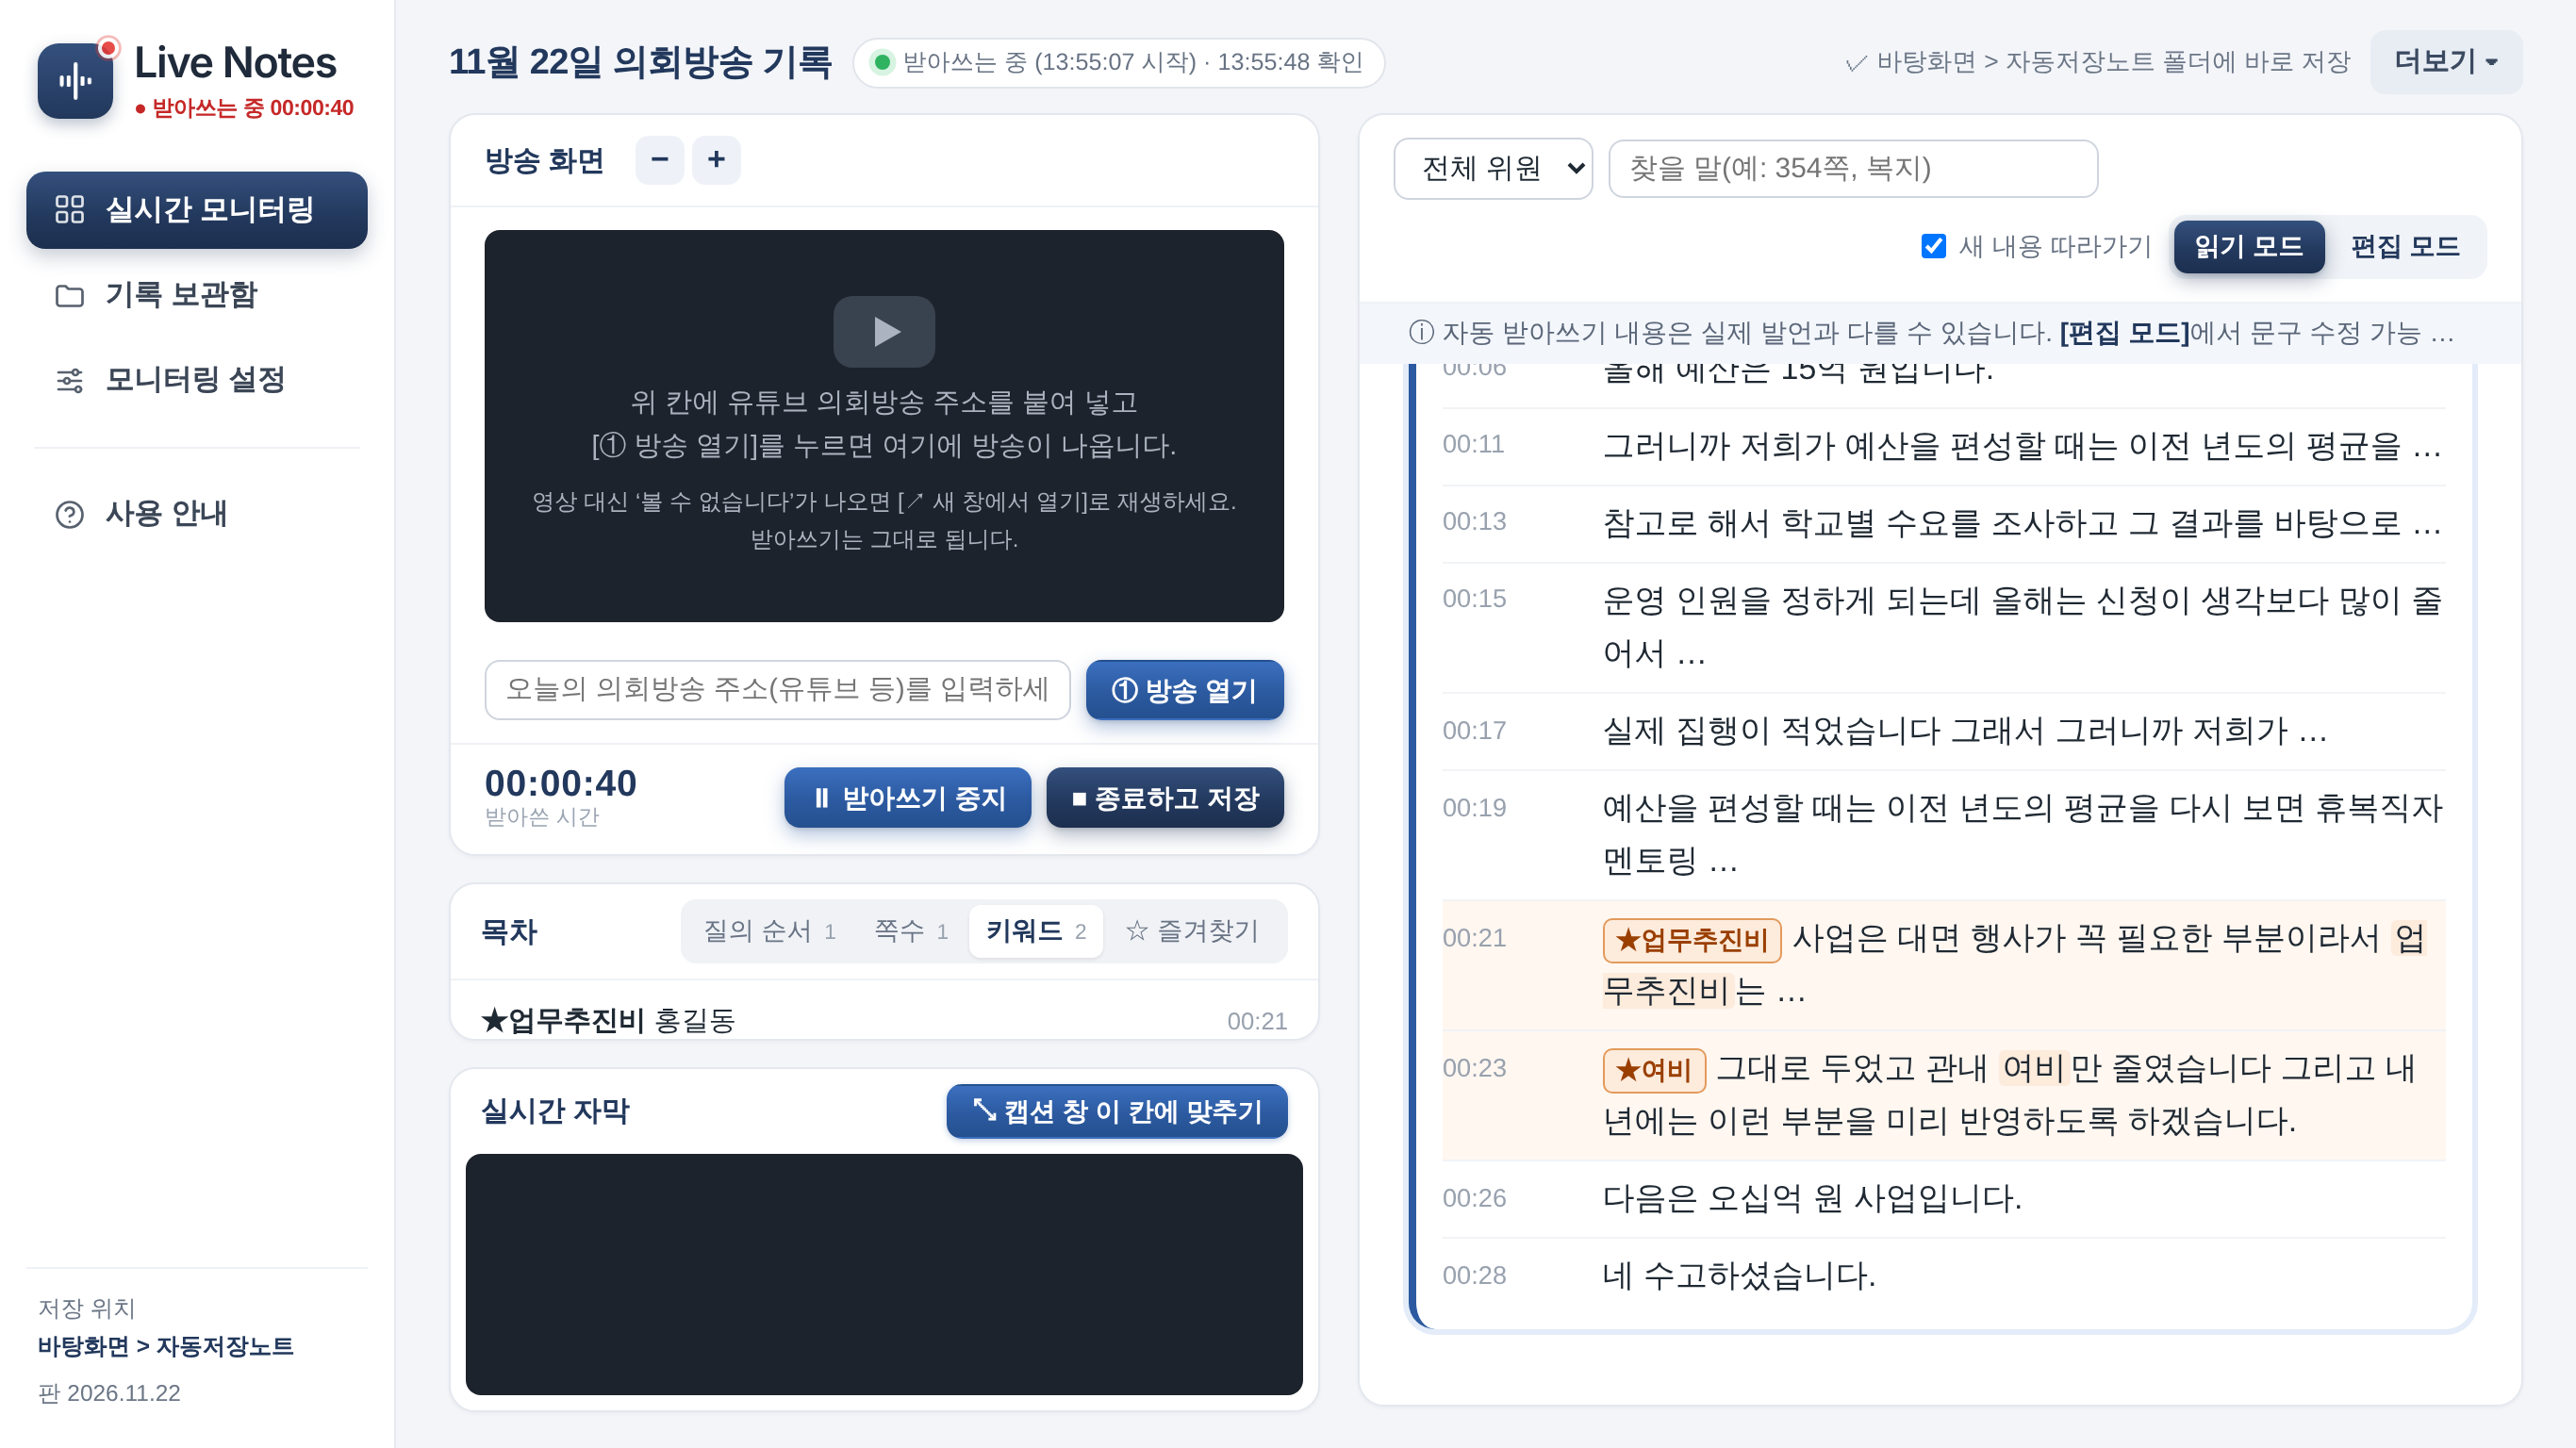 Live Notes
● 받아쓰는 중 00:00:40
실시간 모니터링
기록 보관함
모니터링 설정
사용 안내
저장 위치
바탕화면 > 자동저장노트
판 2026.11.22
11월 22일 의회방송 기록
받아쓰는 중 (13:55:07 시작) · 13:55:48 확인
✓ 바탕화면 > 자동저장노트 폴더에 바로 저장
더보기
방송 화면
− +
위 칸에 유튜브 의회방송 주소를 붙여 넣고
[① 방송 열기]를 누르면 여기에 방송이 나옵니다.
영상 대신 ‘볼 수 없습니다’가 나오면 [↗ 새 창에서 열기]로 재생하세요.
받아쓰기는 그대로 됩니다.
오늘의 의회방송 주소(유튜브 등)를 입력하세
① 방송 열기
00:00:40
받아쓴 시간
⏸ 받아쓰기 중지
■ 종료하고 저장
목차
질의 순서 1
쪽수 1
키워드 2
☆ 즐겨찾기
★업무추진비 홍길동 00:21
실시간 자막
⤡ 캡션 창 이 칸에 맞추기
전체 위원
찾을 말(예: 354쪽, 복지)
새 내용 따라가기
읽기 모드
편집 모드
ⓘ 자동 받아쓰기 내용은 실제 발언과 다를 수 있습니다. [편집 모드]에서 문구 수정 가능 …
00:06 올해 예산은 15억 원입니다.
00:11 그러니까 저희가 예산을 편성할 때는 이전 년도의 평균을 …
00:13 참고로 해서 학교별 수요를 조사하고 그 결과를 바탕으로 …
00:15 운영 인원을 정하게 되는데 올해는 신청이 생각보다 많이 줄
어서 …
00:17 실제 집행이 적었습니다 그래서 그러니까 저희가 …
00:19 예산을 편성할 때는 이전 년도의 평균을 다시 보면 휴복직자
멘토링 …
00:21 ★업무추진비 사업은 대면 행사가 꼭 필요한 부분이라서 업
무추진비는 …
00:23 ★여비 그대로 두었고 관내 여비만 줄였습니다 그리고 내
년에는 이런 부분을 미리 반영하도록 하겠습니다.
00:26 다음은 오십억 원 사업입니다.
00:28 네 수고하셨습니다.